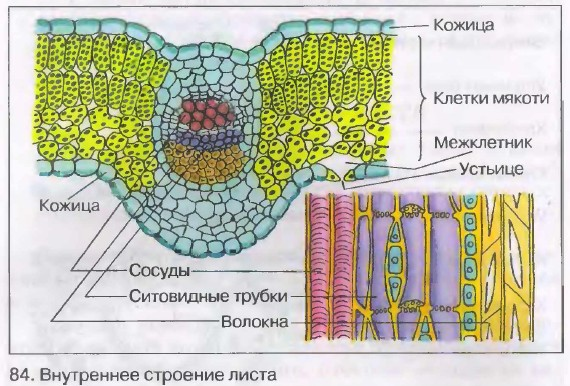 Кожица
Клетки мякоти
Межклетник
Устьице
Кожица
Сосуды
Ситовидные трубки
Волокна
84. Внутреннее строение листа